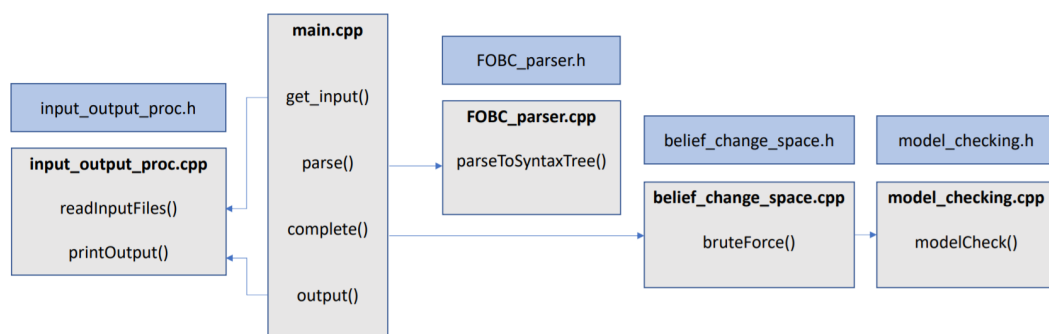 main.cpp
get_input()
parse()
complete()
output()
input_output_proc.h
input_output_proc.cpp
readInputFiles()
printOutput()
FOBC_parser.h
FOBC_parser.cpp
parseToSyntaxTree()
belief_change_space.h
belief_change_space.cpp
bruteForce()
model_checking.h
model_checking.cpp
modelCheck()